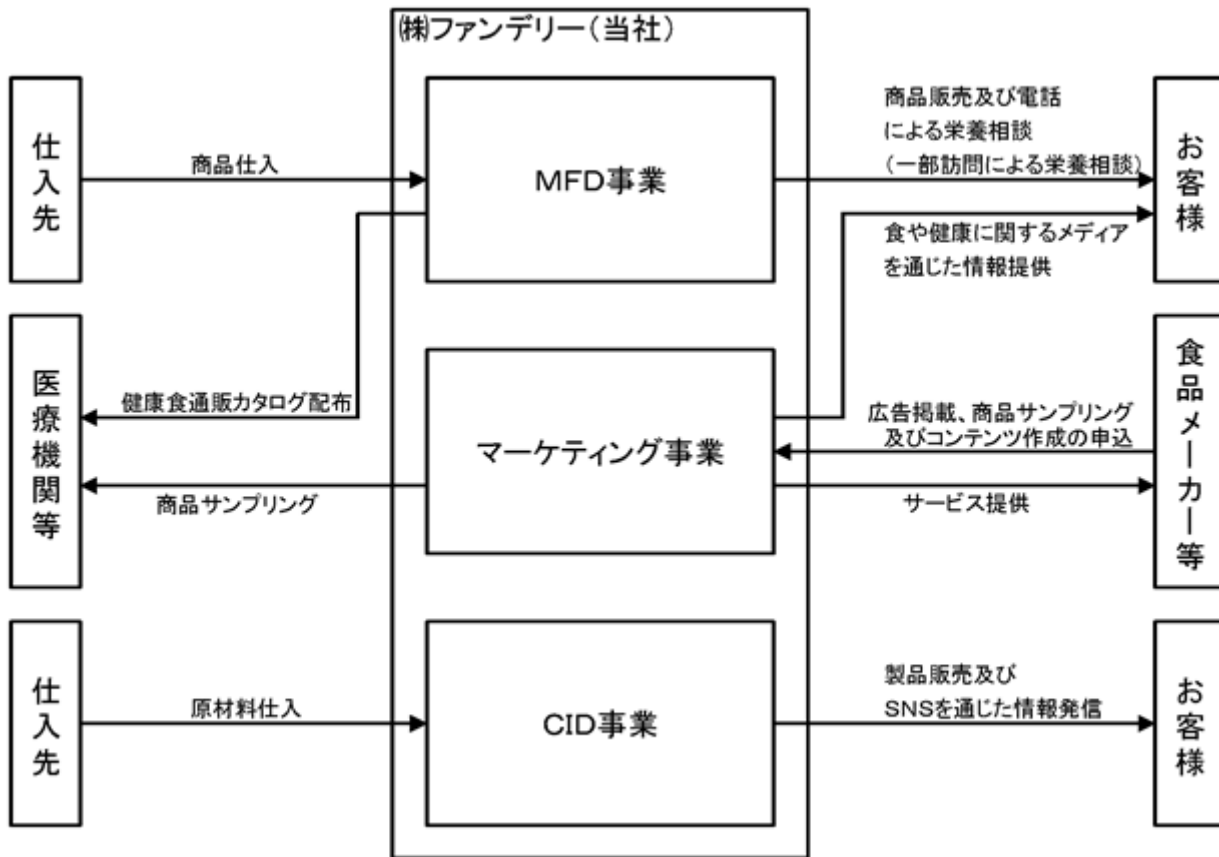 ㈱ファンデリー（当社）
仕入先
商品仕入
MFD事業
商品販売及び電話
による栄養相談
（一部訪問による栄養相談）
お客様
食や健康に関するメディア
を通じた情報提供
医療機関等
健康食通販カタログ配布
商品サンプリング
マーケティング事業
広告掲載、商品サンプリング
及びコンテンツ作成の申込
サービス提供
食品メーカー等
仕入先
原材料仕入
CID事業
製品販売及び
SNSを通じた情報発信
お客様